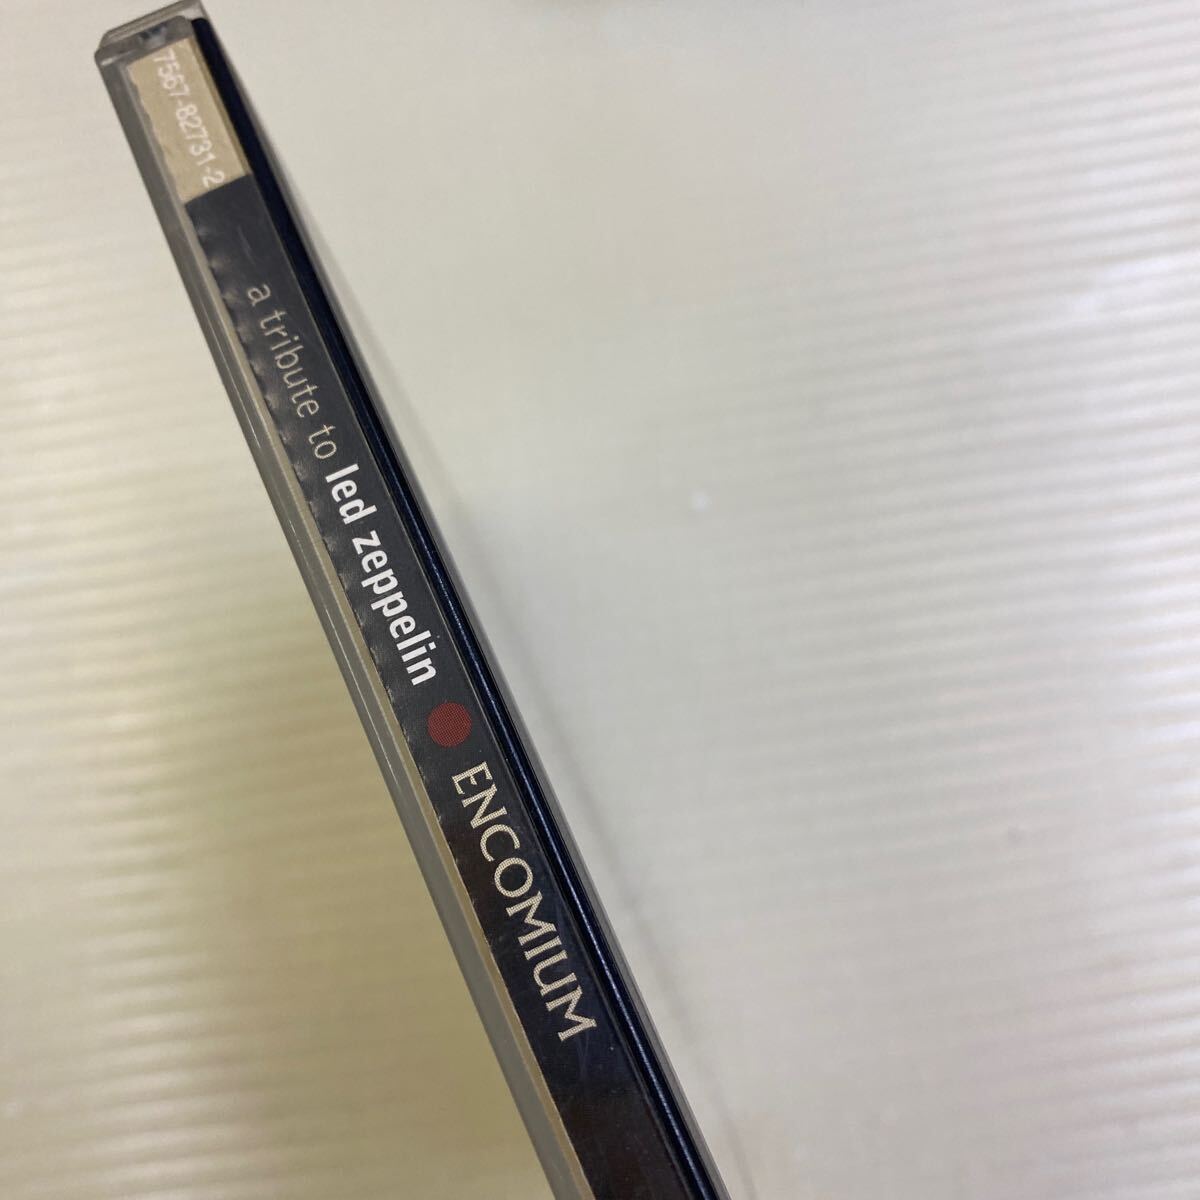 7567-82731-2
a tribute to led zeppelin ● ENCOMIUM